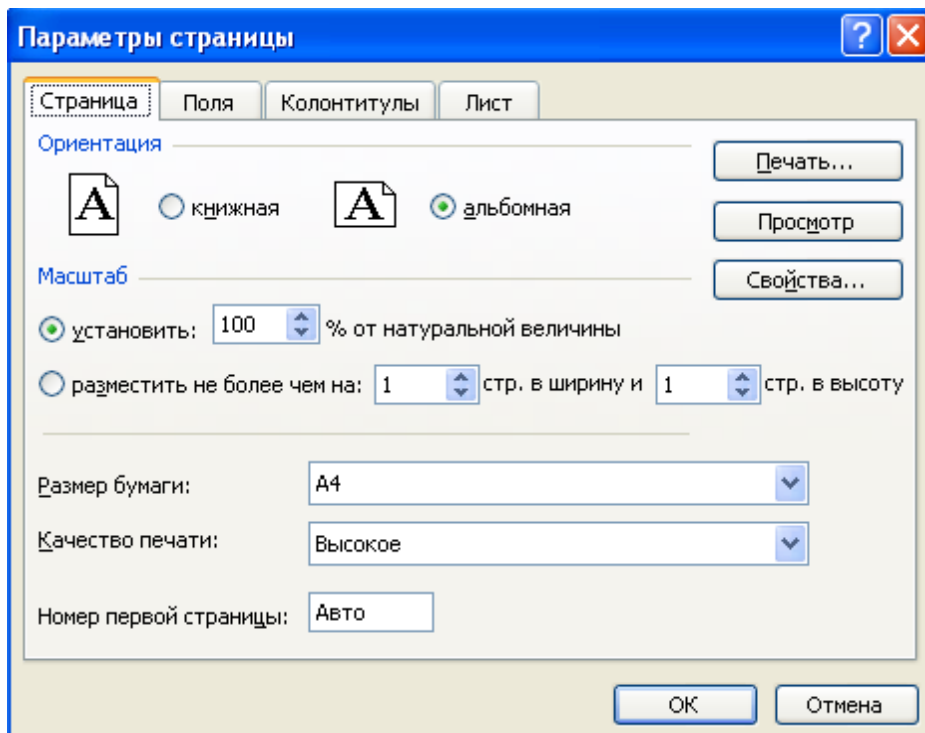 Параметры страницы
Страница Поля Колонтитулы Лист
Ориентация
Печать...
A книжная A альбомная
Просмотр
Масштаб
Свойства...
установить: 100 % от натуральной величины
разместить не более чем на: 1 стр. в ширину и 1 стр. в высоту
Размер бумаги: A4
Качество печати: Высокое
Номер первой страницы: Авто
ОК Отмена